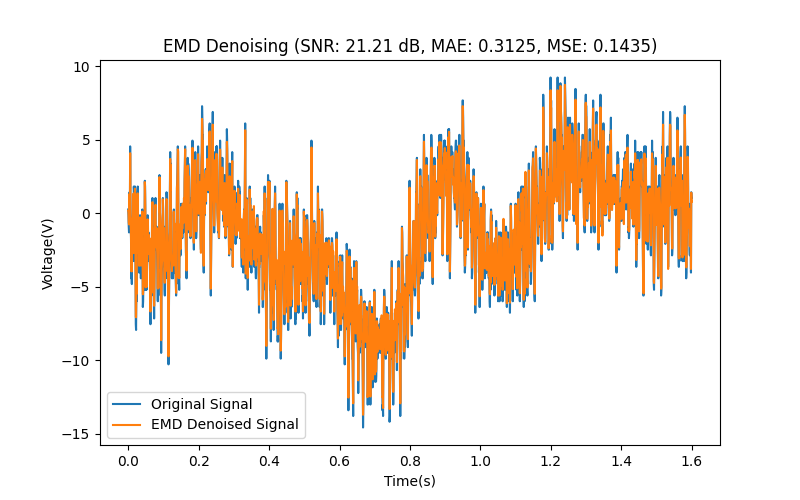 EMD Denoising (SNR: 21.21 dB, MAE: 0.3125, MSE: 0.1435)
10
5
0
−5
−10
−15
Voltage(V)
Original Signal
EMD Denoised Signal
0.0 0.2 0.4 0.6 0.8 1.0 1.2 1.4 1.6
Time(s)